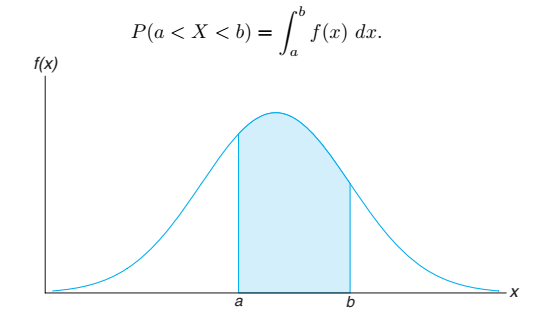 P(a < X < b) = ∫_a^b f(x) dx.
f(x)
x
a
b